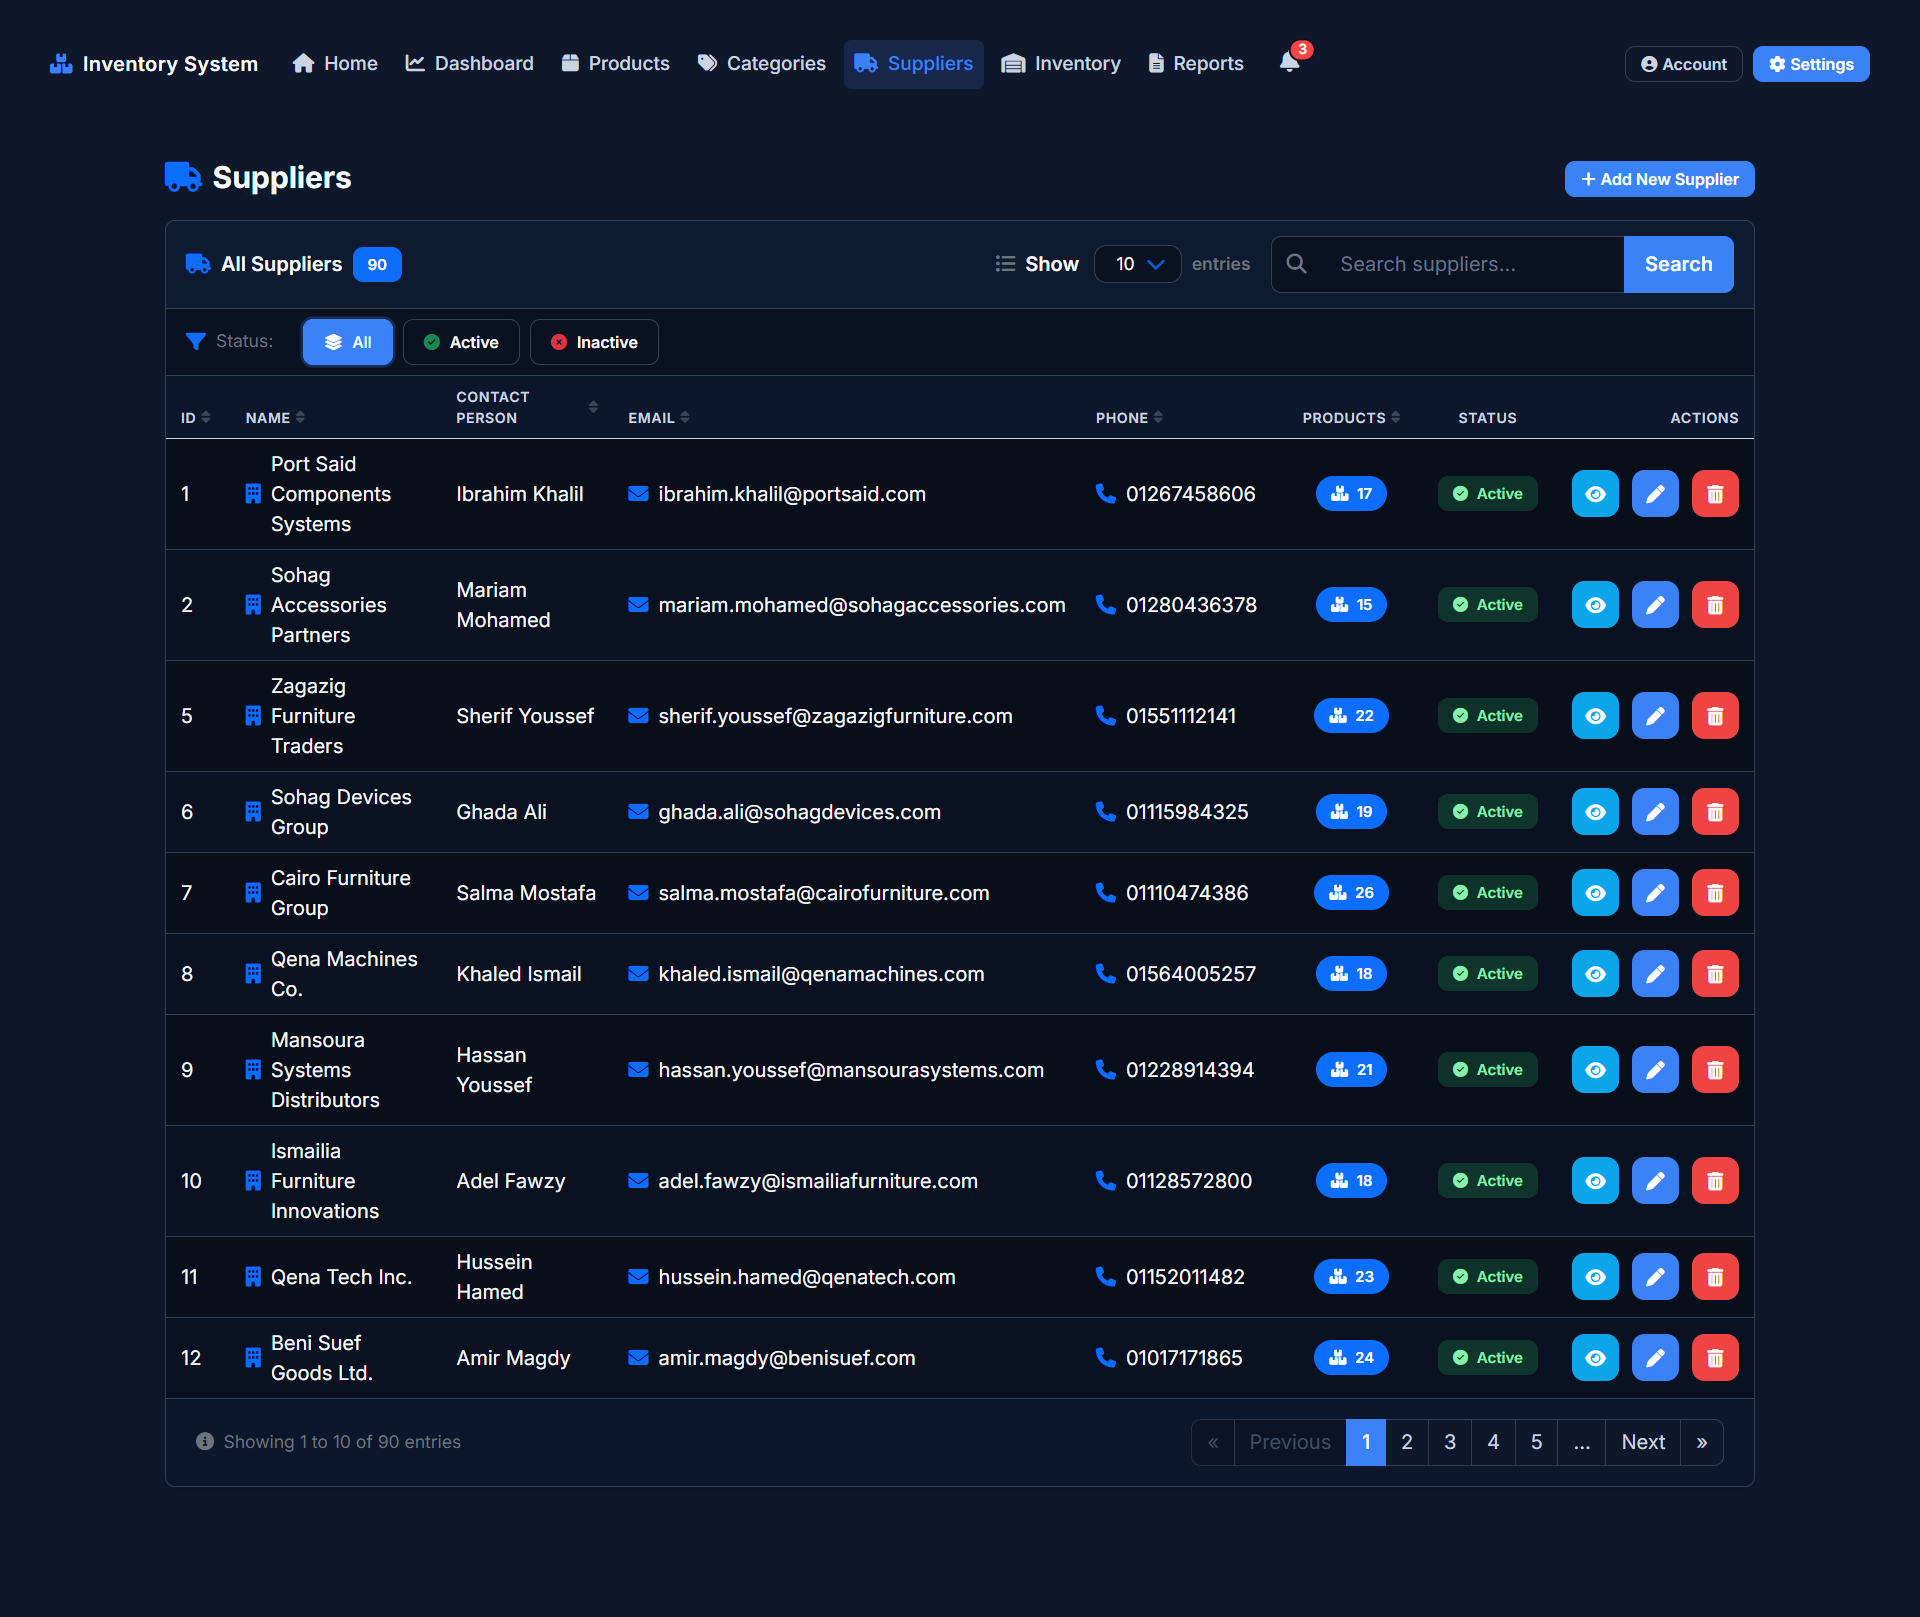 Inventory System Home Dashboard Products Categories Suppliers Inventory Reports 3 Account Settings
Suppliers + Add New Supplier
All Suppliers 90 Show 10 entries Search suppliers... Search
Status: All Active Inactive
ID NAME CONTACT PERSON EMAIL PHONE PRODUCTS STATUS ACTIONS
1 Port Said Components Systems Ibrahim Khalil ibrahim.khalil@portsaid.com 01267458606 17 Active
2 Sohag Accessories Partners Mariam Mohamed mariam.mohamed@sohagaccessories.com 01280436378 15 Active
5 Zagazig Furniture Traders Sherif Youssef sherif.youssef@zagazigfurniture.com 01551112141 22 Active
6 Sohag Devices Group Ghada Ali ghada.ali@sohagdevices.com 01115984325 19 Active
7 Cairo Furniture Group Salma Mostafa salma.mostafa@cairofurniture.com 01110474386 26 Active
8 Qena Machines Co. Khaled Ismail khaled.ismail@qenamachines.com 01564005257 18 Active
9 Mansoura Systems Distributors Hassan Youssef hassan.youssef@mansourasystems.com 01228914394 21 Active
10 Ismailia Furniture Innovations Adel Fawzy adel.fawzy@ismailiafurniture.com 01128572800 18 Active
11 Qena Tech Inc. Hussein Hamed hussein.hamed@qenatech.com 01152011482 23 Active
12 Beni Suef Goods Ltd. Amir Magdy amir.magdy@benisuef.com 01017171865 24 Active
Showing 1 to 10 of 90 entries « Previous 1 2 3 4 5 ... Next »